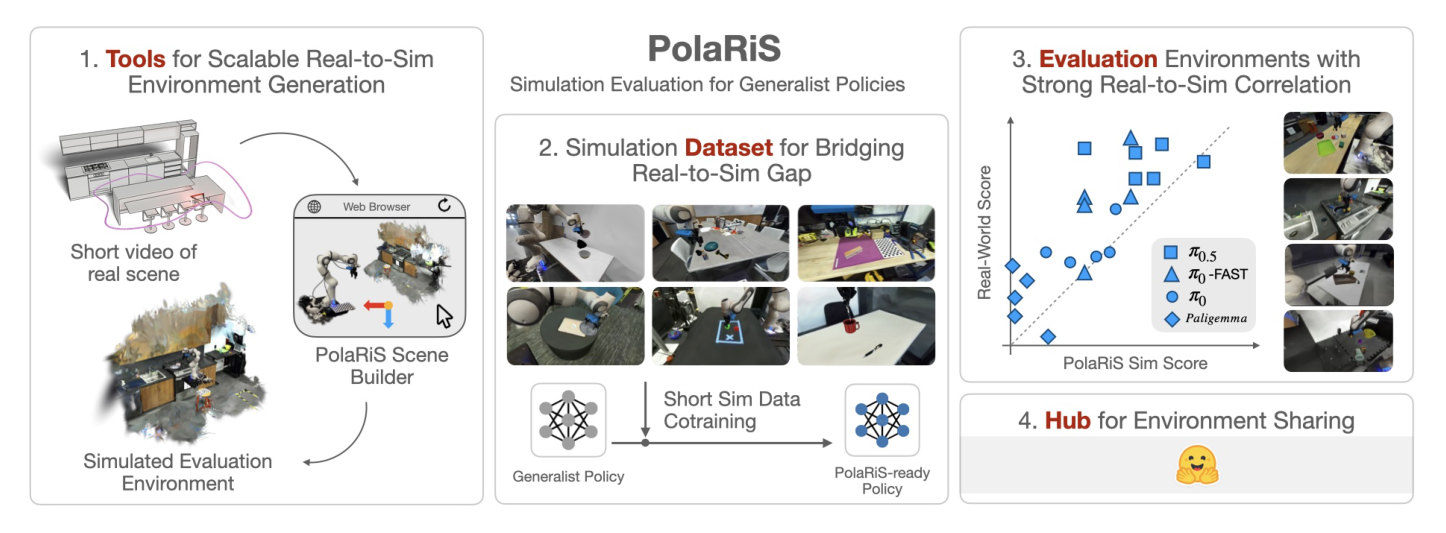 1. Tools for Scalable Real-to-Sim
Environment Generation
Short video of
real scene
Web Browser
PolaRiS Scene
Builder
Simulated Evaluation
Environment
PolaRiS
Simulation Evaluation for Generalist Policies
2. Simulation Dataset for Bridging
Real-to-Sim Gap
Short Sim Data
Cotraining
Generalist Policy
PolaRiS-ready
Policy
3. Evaluation Environments with
Strong Real-to-Sim Correlation
Real-World Score
π0.5
π0-FAST
π0
Paligemma
PolaRiS Sim Score
4. Hub for Environment Sharing